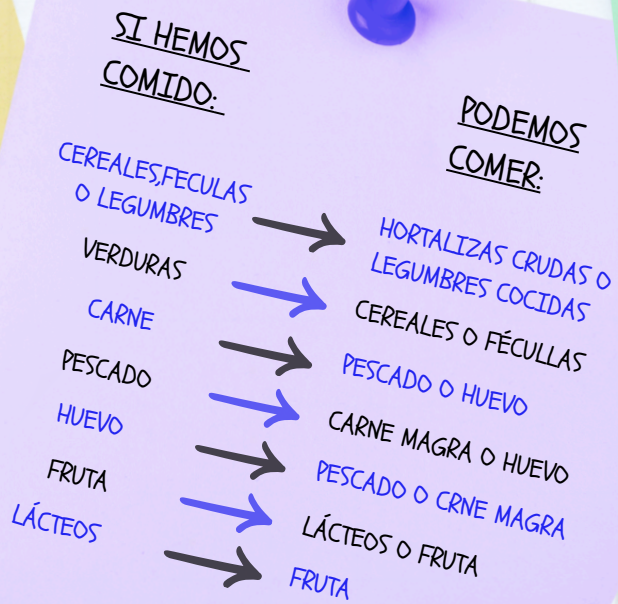 SI HEMOS
COMIDO:
PODEMOS
COMER:
CEREALES,FECULAS
O LEGUMBRES
HORTALIZAS CRUDAS O
LEGUMBRES COCIDAS
VERDURAS
CEREALES O FÉCULLAS
CARNE
PESCADO O HUEVO
PESCADO
CARNE MAGRA O HUEVO
HUEVO
PESCADO O CRNE MAGRA
FRUTA
LÁCTEOS O FRUTA
LÁCTEOS
FRUTA